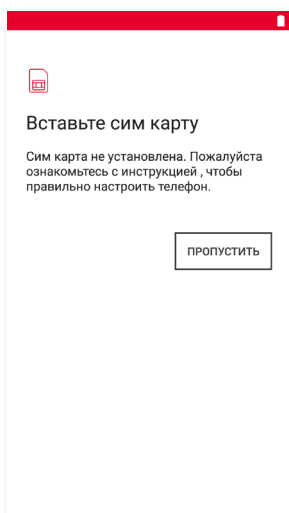 Вставьте сим карту
Сим карта не установлена. Пожалуйста
ознакомьтесь с инструкцией , чтобы
правильно настроить телефон.
ПРОПУСТИТЬ